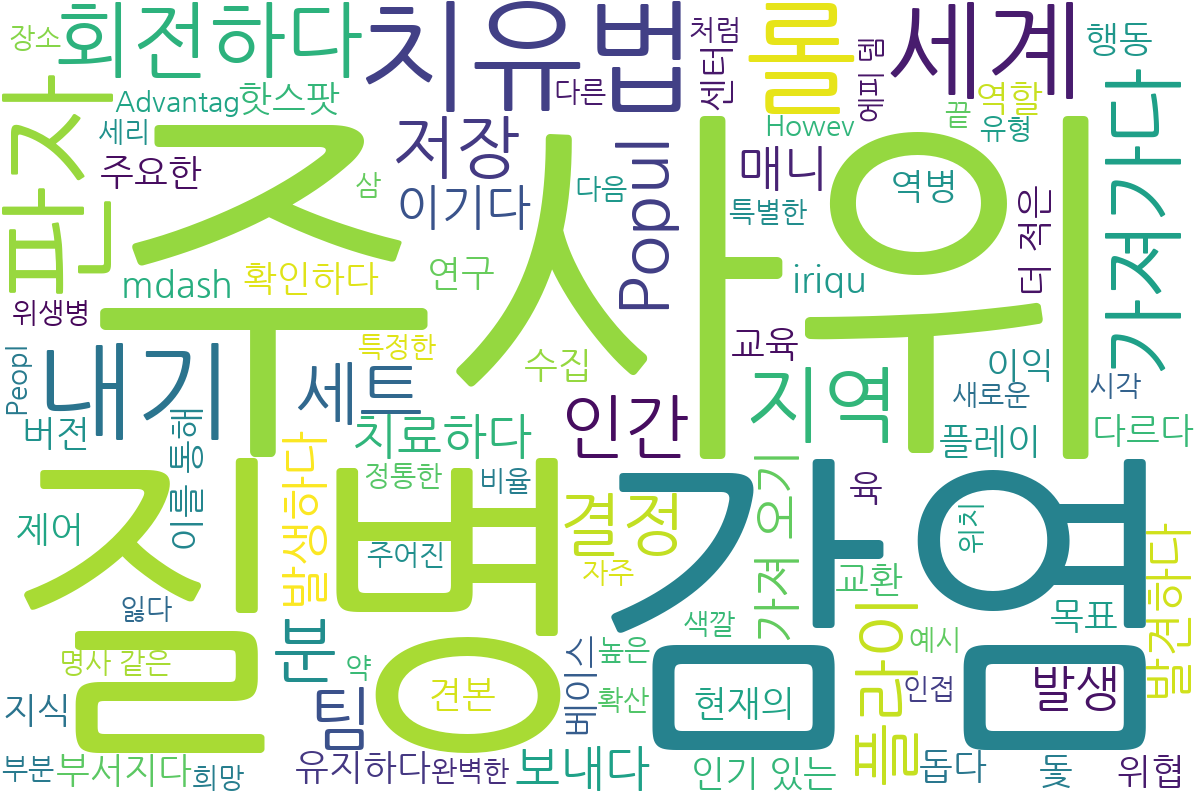 장소
회전하다
치유법
처럼
센터
롤
에피 뎀
세계
행동
Advantag
핫스팟
다른
역할
끝
유형
세리
판자
주요한
저장
이기다
다음
Popul
Howev
매니
특별한
역병
더 적은
가져가다
삼
주사위
mdash
확인하다
연구
iriqu
위생병
특정한
수집
교육
이익
시각
Peopl
내기
세트
인간
지역
새로운
버전
이를 통해
치료하다
플레이
다르다
발생하다
정통한
비율
결정
가져 오기
육
질병
감염
제어
주어진
자주
교환
위치
발견하다
잃다
색깔
목표
명사 같은
분
약
베이스
높은
플라이
예시
지식
팀
견본
확산
현재의
인접
발생
부분
부서지다
희망
유지하다
완벽한
보내다
인기 있는
돕다
돛
위협